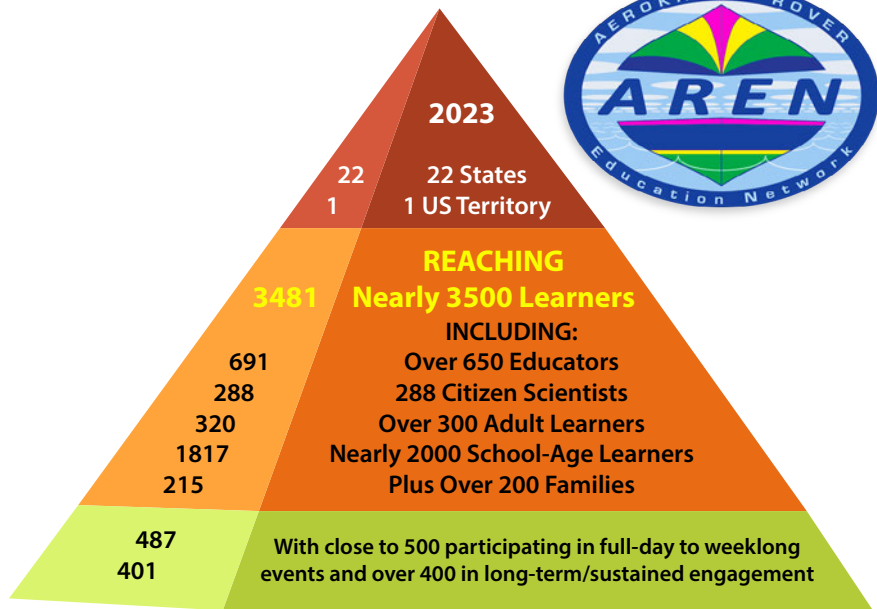 AEROKATS ROVER
AREN
Education Network
2023
22 22 States
1 1 US Territory
REACHING
3481 Nearly 3500 Learners
INCLUDING:
691 Over 650 Educators
288 288 Citizen Scientists
320 Over 300 Adult Learners
1817 Nearly 2000 School-Age Learners
215 Plus Over 200 Families
487 With close to 500 participating in full-day to weeklong
401 events and over 400 in long-term/sustained engagement